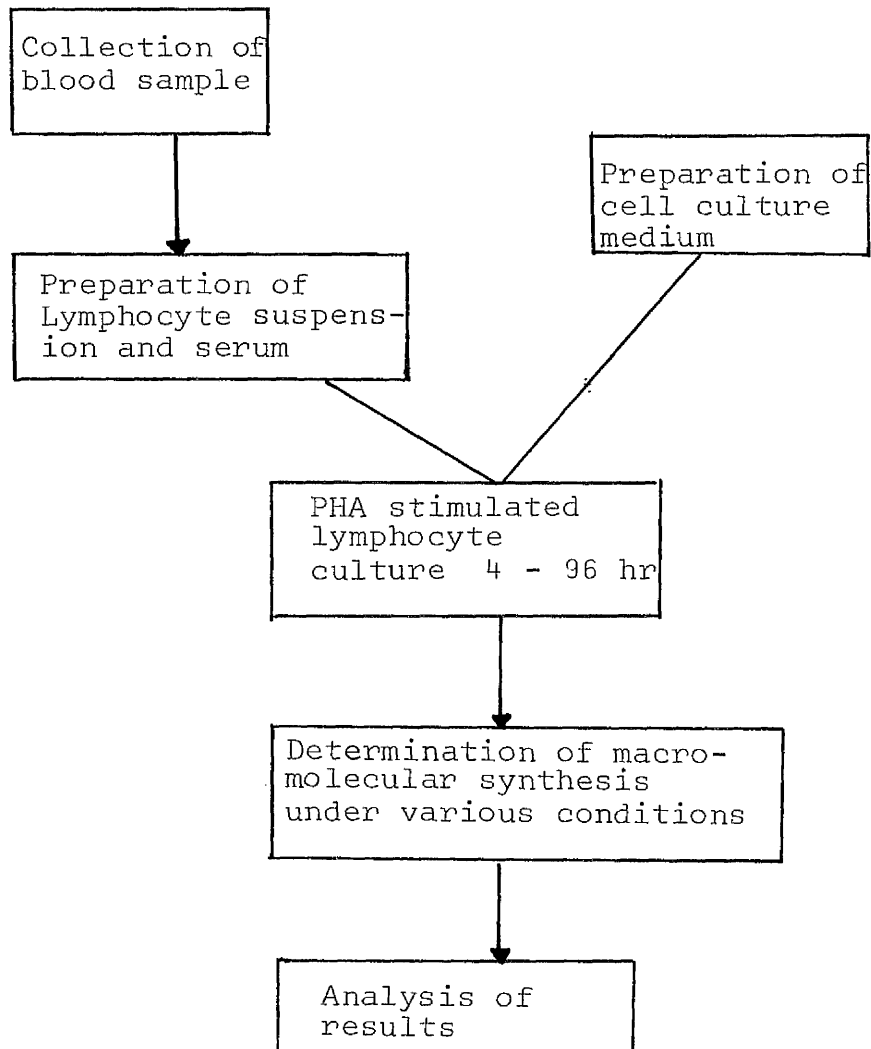 Collection of
blood sample
Preparation of
cell culture
medium
Preparation of
Lymphocyte suspens-
ion and serum
PHA stimulated
lymphocyte
culture 4 - 96 hr
Determination of macro-
molecular synthesis
under various conditions
Analysis of
results